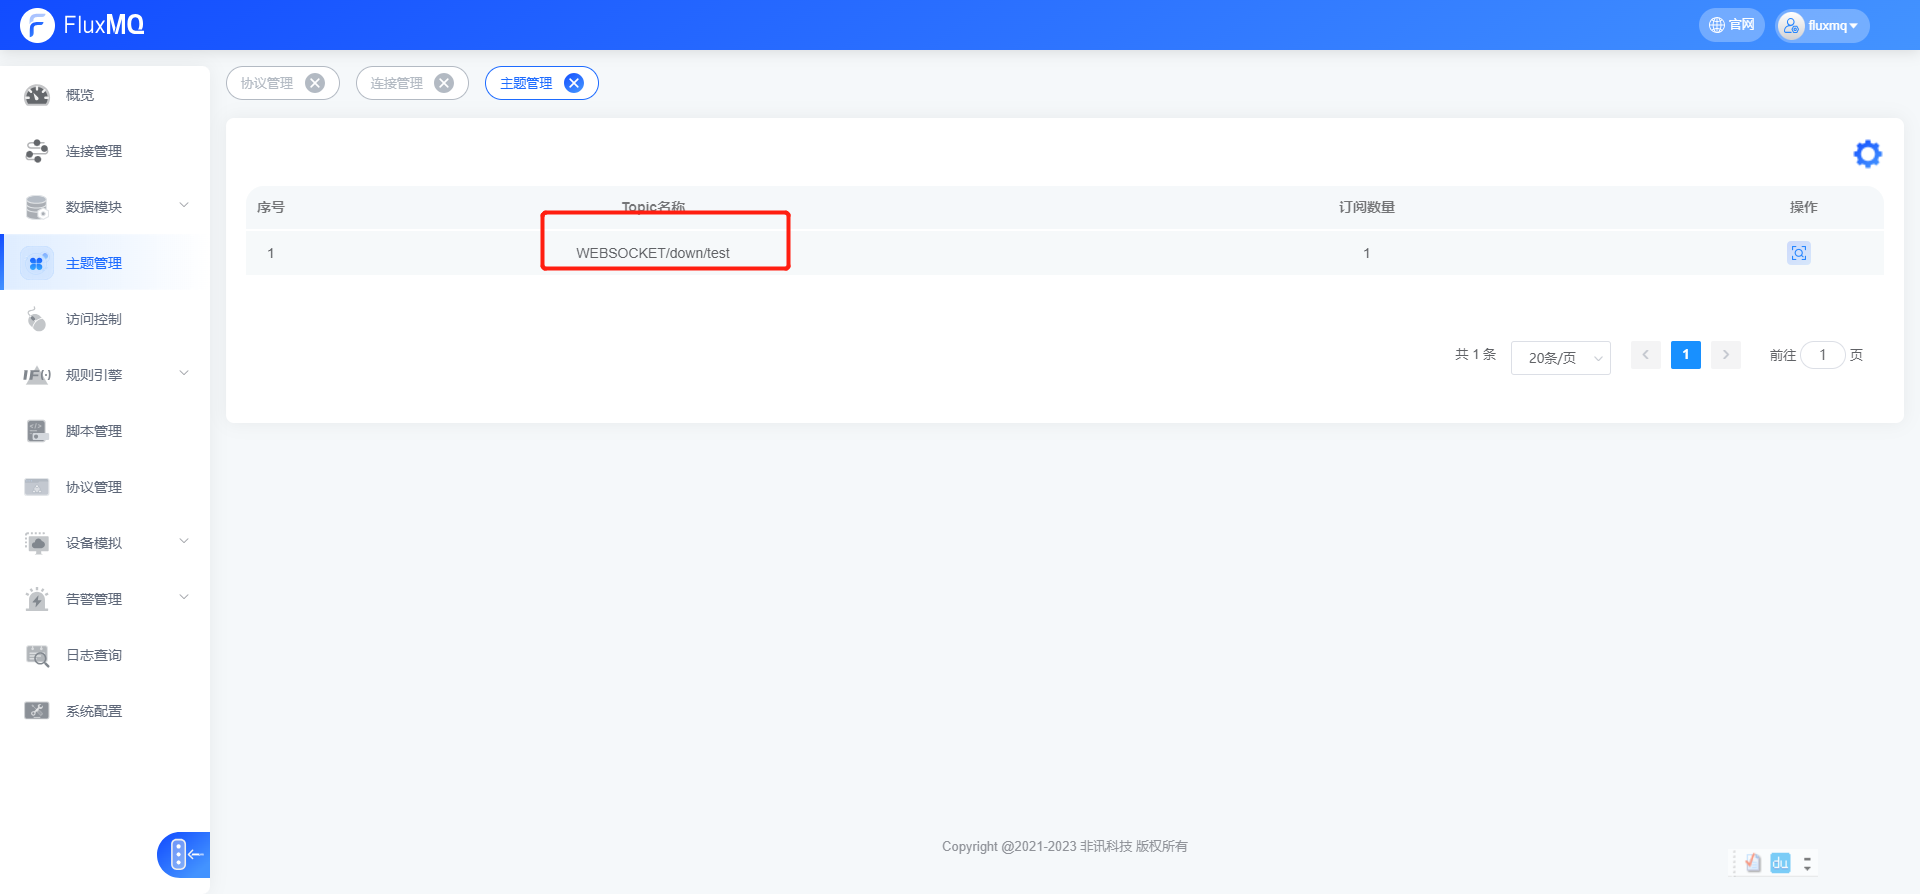 FluxMQ
官网
fluxmq
概览
连接管理
数据模块
主题管理
访问控制
IF(·)
规则引擎
脚本管理
协议管理
设备模拟
告警管理
日志查询
系统配置
协议管理
连接管理
主题管理
序号 Topic名称 订阅数量 操作
1 WEBSOCKET/down/test 1
共 1 条 20条/页 1 前往 1 页
Copyright @2021-2023 非讯科技 版权所有
du